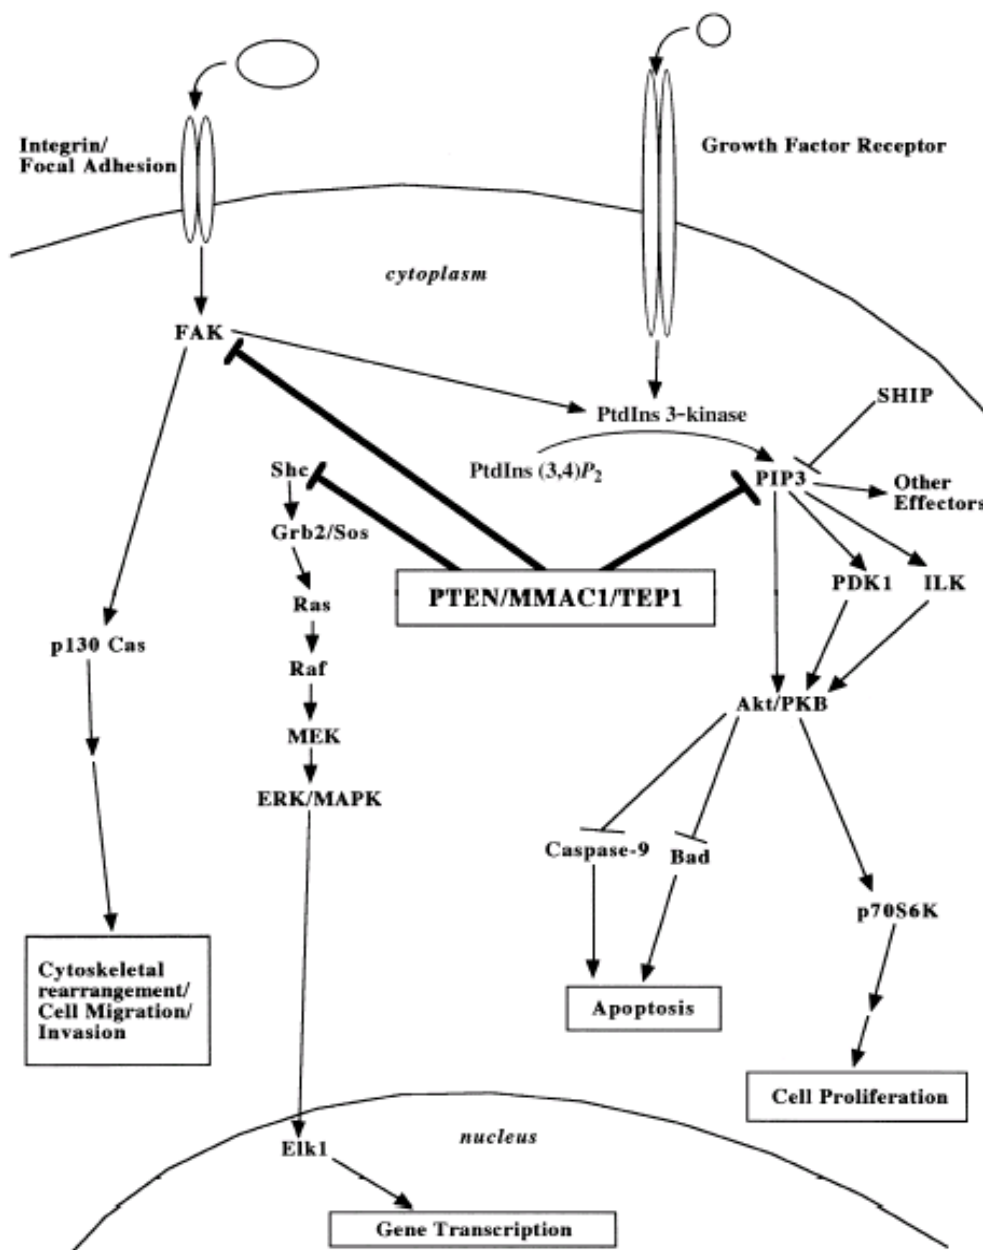 Integrin/
Focal Adhesion
Growth Factor Receptor
cytoplasm
FAK
PtdIns 3-kinase
SHIP
PtdIns (3,4)P2
PIP3
Other
Effectors
Shc
Grb2/Sos
PTEN/MMAC1/TEP1
PDK1
ILK
Ras
p130 Cas
Raf
Akt/PKB
MEK
ERK/MAPK
Caspase-9
Bad
p70S6K
Cytoskeletal
rearrangement/
Cell Migration/
Invasion
Apoptosis
Cell Proliferation
nucleus
Elk1
Gene Transcription